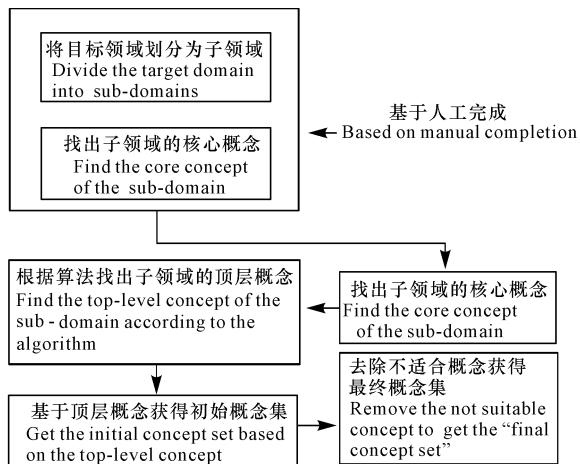 将目标领域划分为子领域
Divide the target domain
into sub-domains
找出子领域的核心概念
Find the core concept
of the sub-domain
基于人工完成
Based on manual completion
根据算法找出子领域的顶层概念
Find the top-level concept of the
sub - domain according to the
algorithm
找出子领域的核心概念
Find the core concept
of the sub-domain
基于顶层概念获得初始概念集
Get the initial concept set based
on the top-level concept
去除不适合概念获得
最终概念集
Remove the not suitable
concept to get the “final
concept set”